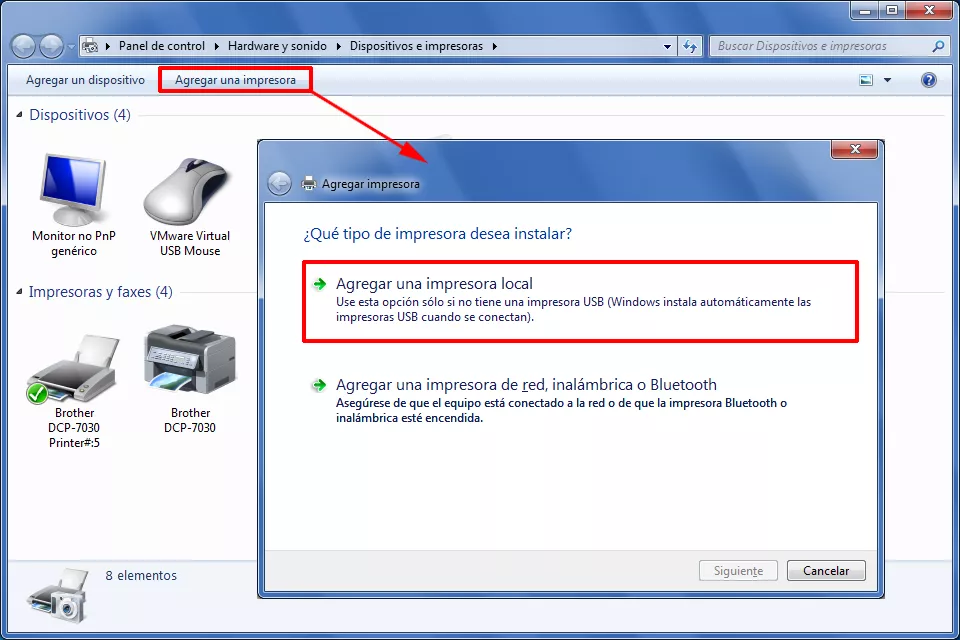 Panel de control Hardware y sonido Dispositivos e impresoras
Buscar Dispositivos e impresoras
Agregar un dispositivo Agregar una impresora
Dispositivos (4)
Monitor no PnP
genérico
VMware Virtual
USB Mouse
Impresoras y faxes (4)
Brother
DCP-7030
Printer#:5
Brother
DCP-7030
8 elementos
Agregar impresora
¿Qué tipo de impresora desea instalar?
Agregar una impresora local
Use esta opción sólo si no tiene una impresora USB (Windows instala automáticamente las
impresoras USB cuando se conectan).
Agregar una impresora de red, inalámbrica o Bluetooth
Asegúrese de que el equipo está conectado a la red o de que la impresora Bluetooth o
inalámbrica esté encendida.
Siguiente Cancelar